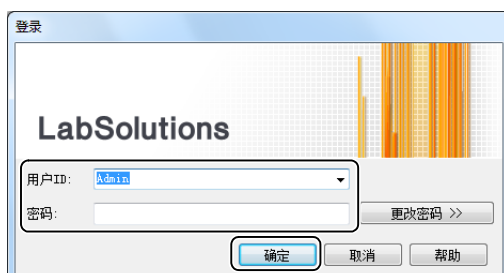 登录
LabSolutions
用户ID: Admin
密码:
更改密码 >>
确定 取消 帮助